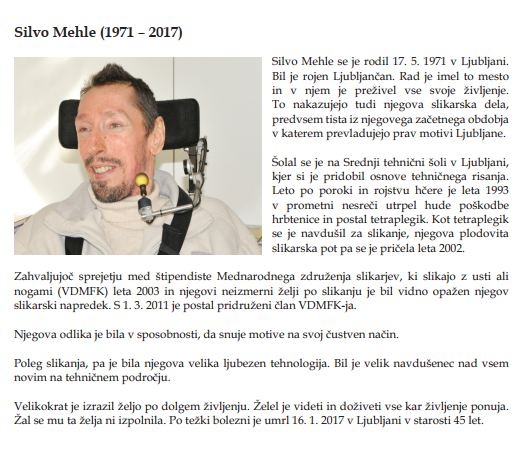 Silvo Mehle (1971 – 2017)
Silvo Mehle se je rodil 17. 5. 1971 v Ljubljani.
Bil je rojen Ljubljančan. Rad je imel to mesto
in v njem je preživel vse svoje življenje.
To nakazujejo tudi njegova slikarska dela,
predvsem tista iz njegovega začetnega obdobja
v katerem prevladujejo prav motivi Ljubljane.
Šolal se je na Srednji tehnični šoli v Ljubljani,
kjer si je pridobil osnove tehničnega risanja.
Leto po poroki in rojstvu hčere je leta 1993
v prometni nesreči utrpel hude poškodbe
hrbtenice in postal tetraplegik. Kot tetraplegik
se je navdušil za slikanje, njegova plodovita
slikarska pot pa se je pričela leta 2002.
Zahvaljujoč sprejetju med štipendiste Mednarodnega združenja slikarjev, ki slikajo z usti ali
nogami (VDMFK) leta 2003 in njegovi neizmerni želji po slikanju je bil vidno opažen njegov
slikarski napredek. S 1. 3. 2011 je postal pridruženi član VDMFK-ja.
Njegova odlika je bila v sposobnosti, da snuje motive na svoj čustven način.
Poleg slikanja, pa je bila njegova velika ljubezen tehnologija. Bil je velik navdušenec nad vsem
novim na tehničnem področju.
Velikokrat je izrazil željo po dolgem življenju. Želel je videti in doživeti vse kar življenje ponuja.
Žal se mu ta želja ni izpolnila. Po težki bolezni je umrl 16. 1. 2017 v Ljubljani v starosti 45 let.